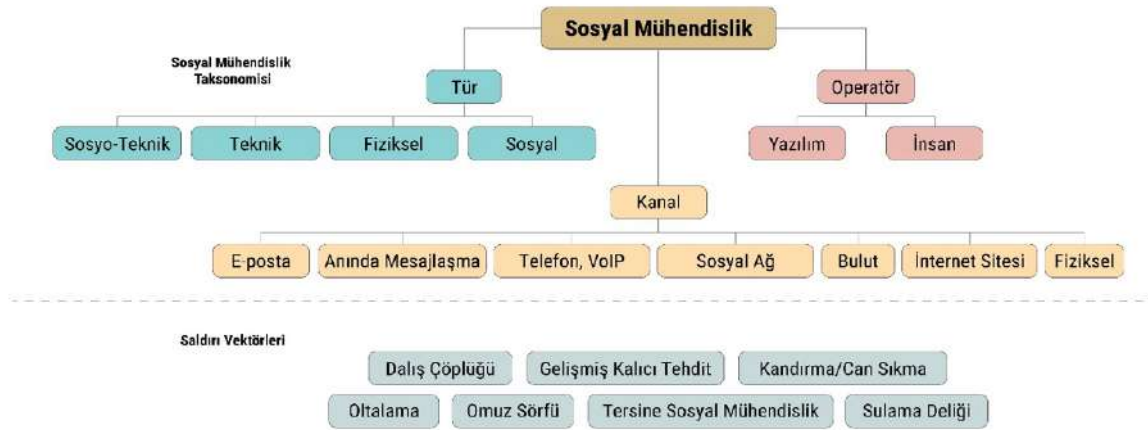 Sosyal Mühendislik
Sosyal Mühendislik
Taksonomisi
Tür
Operatör
Sosyo-Teknik
Teknik
Fiziksel
Sosyal
Yazılım
İnsan
Kanal
E-posta
Anında Mesajlaşma
Telefon, VoIP
Sosyal Ağ
Bulut
İnternet Sitesi
Fiziksel
Saldırı Vektörleri
Dalış Çöplüğü
Gelişmiş Kalıcı Tehdit
Kandırma/Can Sıkma
Oltalama
Omuz Sörfü
Tersine Sosyal Mühendislik
Sulama Deliği